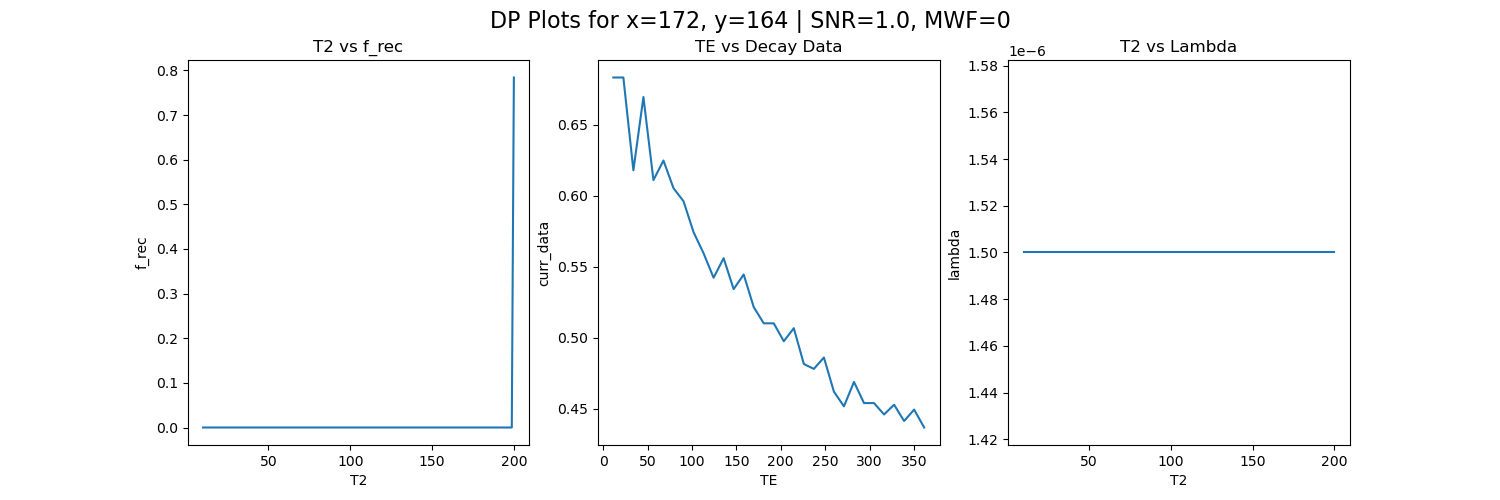 DP Plots for x=172, y=164 | SNR=1.0, MWF=0
T2 vs f_rec
0.8
0.7
0.6
0.5
0.4
0.3
0.2
0.1
0.0
f_rec
50 100 150 200
T2
TE vs Decay Data
0.65
0.60
0.55
0.50
0.45
curr_data
0 50 100 150 200 250 300 350
TE
T2 vs Lambda
1e−6
1.58
1.56
1.54
1.52
1.50
1.48
1.46
1.44
1.42
lambda
50 100 150 200
T2